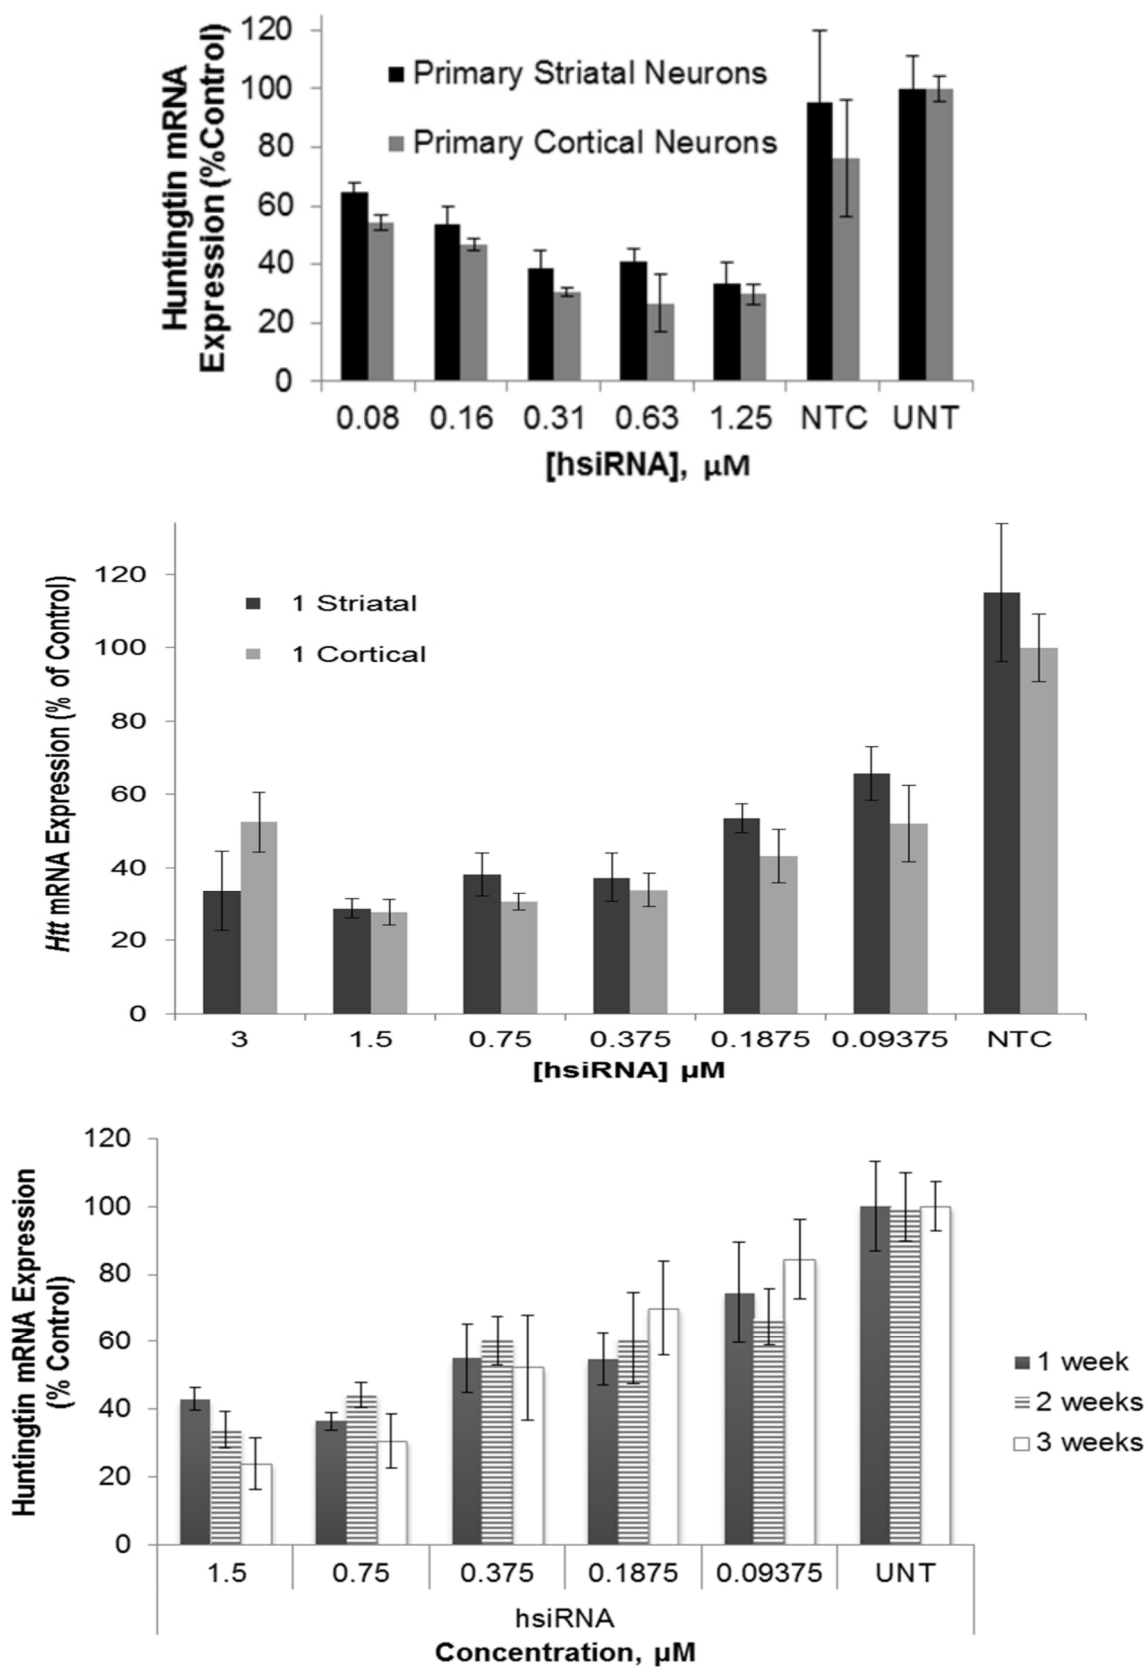 Huntingtin mRNA
Expression (%Control)
120
100
80
60
40
20
0
Primary Striatal Neurons
Primary Cortical Neurons
0.08 0.16 0.31 0.63 1.25 NTC UNT
[hsiRNA], μM
Htt mRNA Expression (% of Control)
120
100
80
60
40
20
0
1 Striatal
1 Cortical
3 1.5 0.75 0.375 0.1875 0.09375 NTC
[hsiRNA] μM
Huntingtin mRNA Expression
(% Control)
120
100
80
60
40
20
0
1 week
2 weeks
3 weeks
1.5 0.75 0.375 0.1875 0.09375 UNT
hsiRNA
Concentration, μM